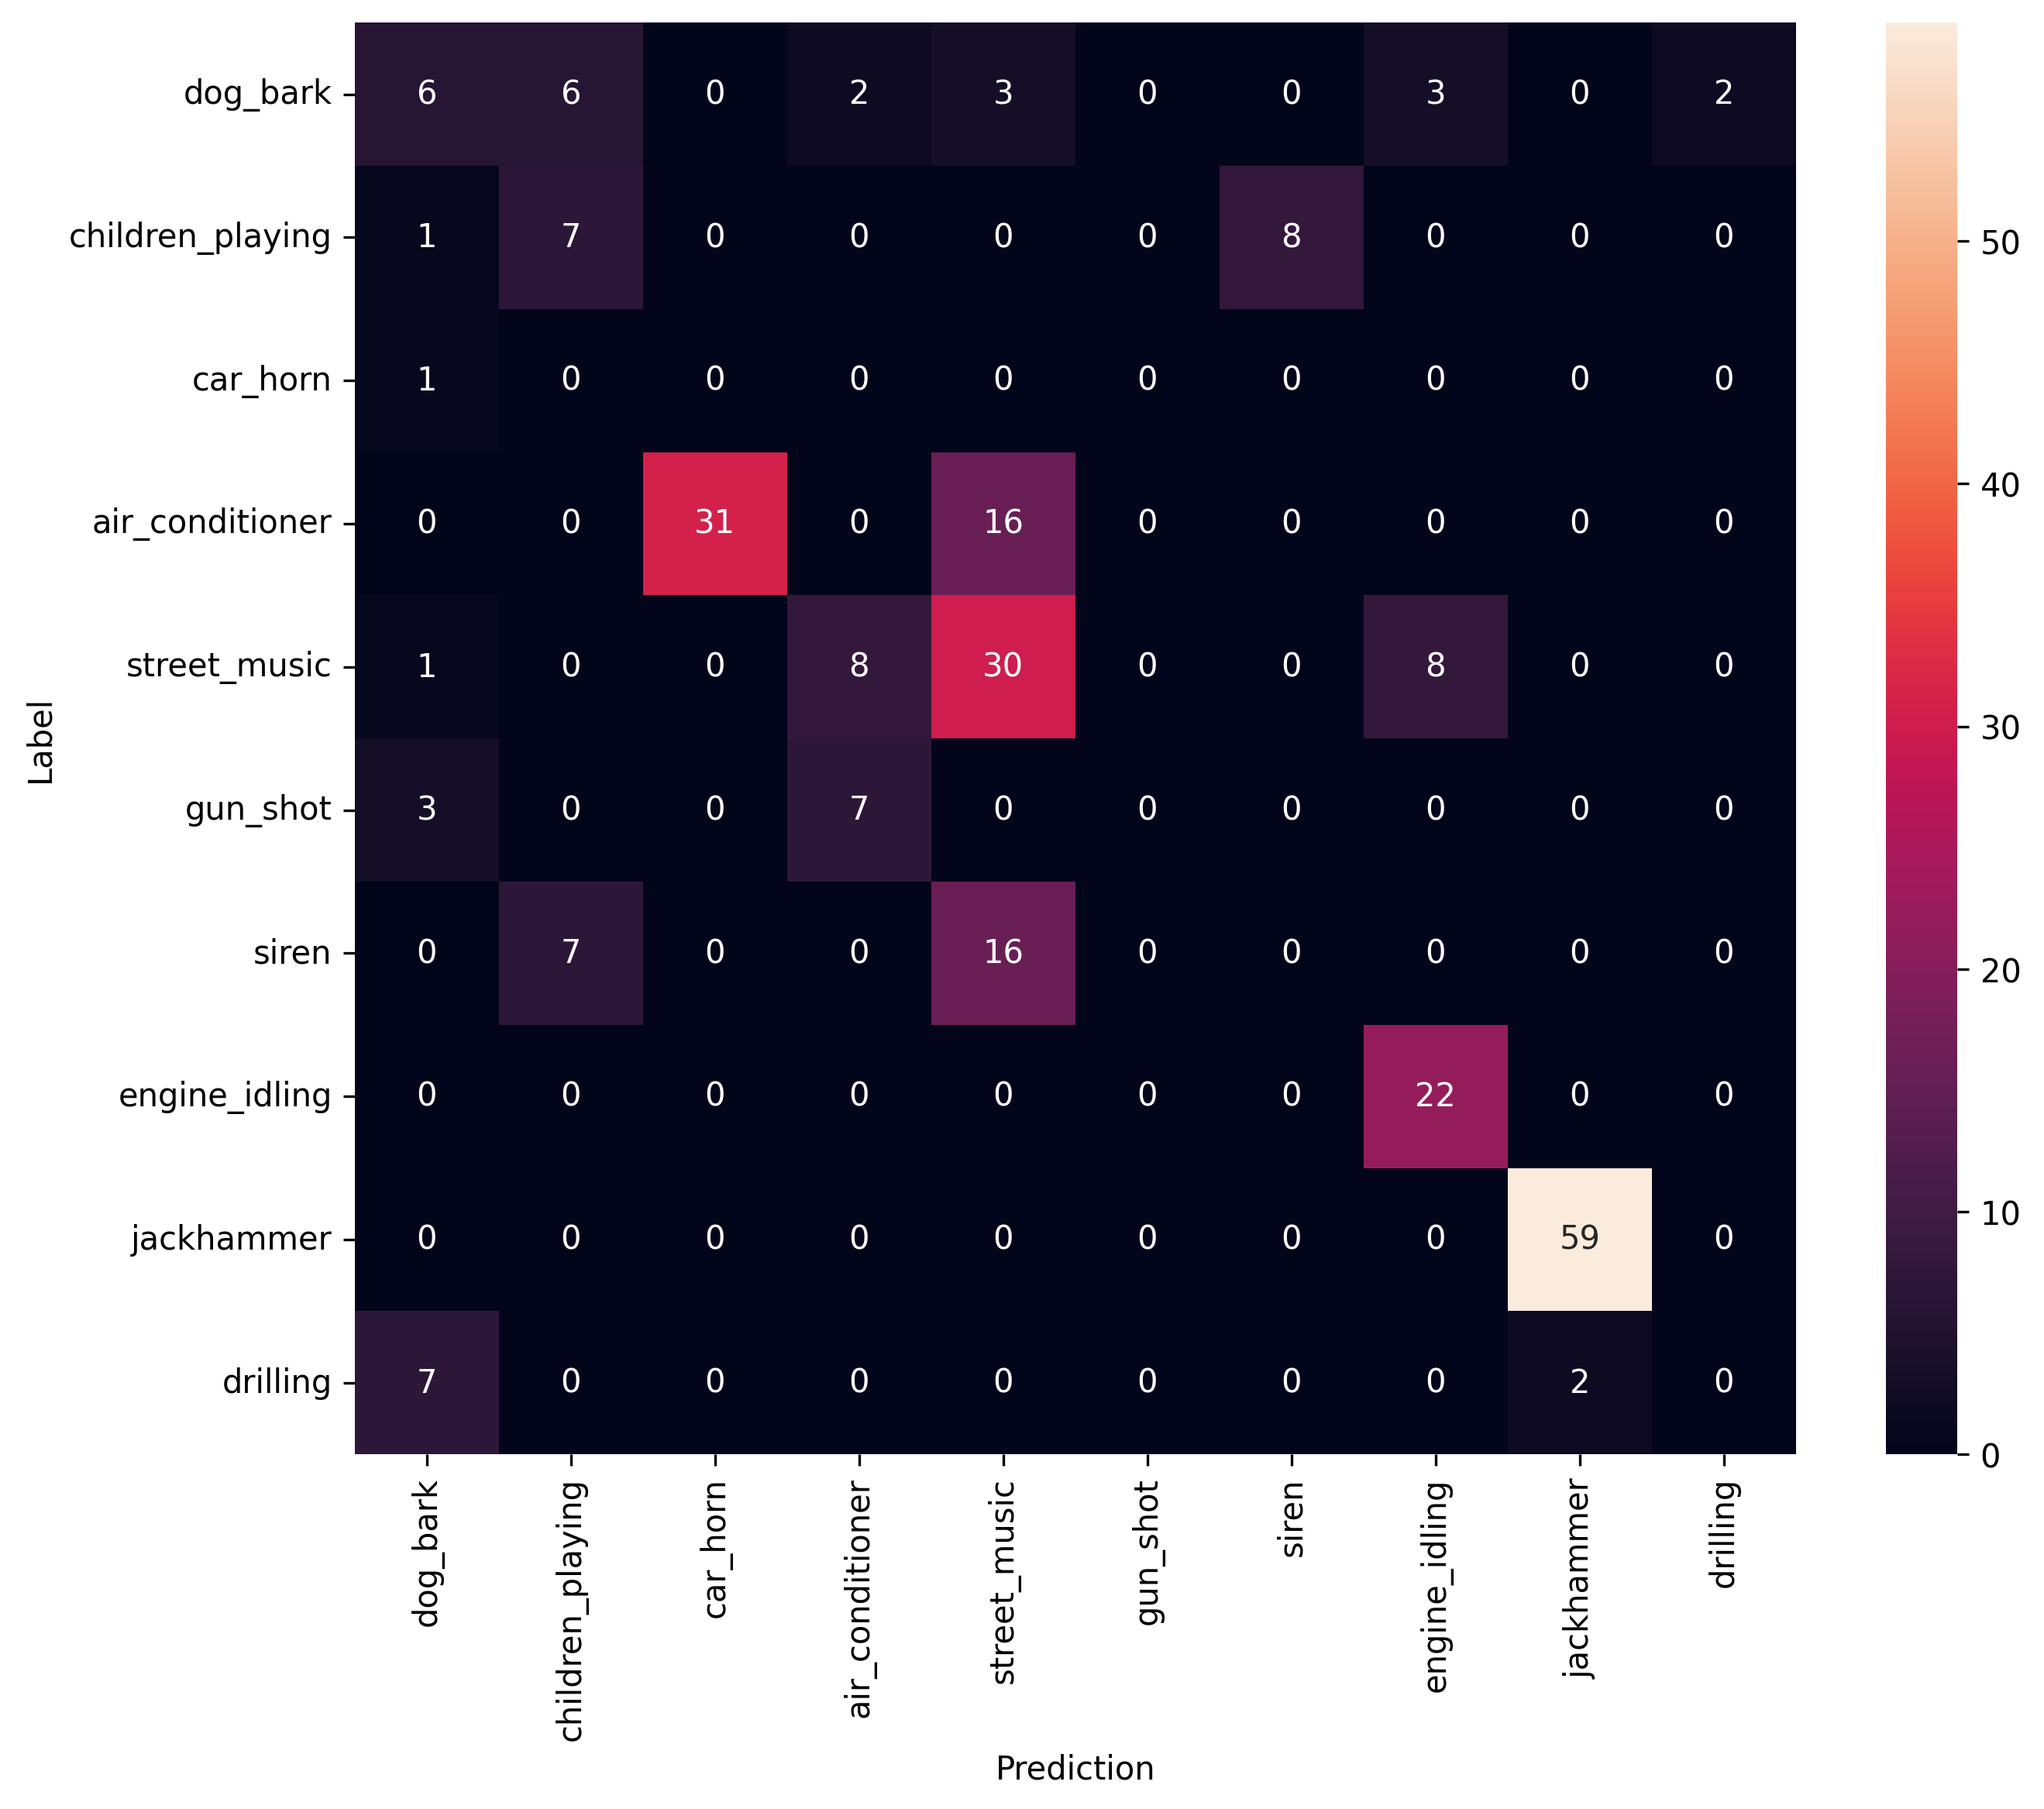 dog_bark 6 6 0 2 3 0 0 3 0 2
children_playing 1 7 0 0 0 0 8 0 0 0
car_horn 1 0 0 0 0 0 0 0 0 0
air_conditioner 0 0 31 0 16 0 0 0 0 0
street_music 1 0 0 8 30 0 0 8 0 0
gun_shot 3 0 0 7 0 0 0 0 0 0
siren 0 7 0 0 16 0 0 0 0 0
engine_idling 0 0 0 0 0 0 0 22 0 0
jackhammer 0 0 0 0 0 0 0 0 59 0
drilling 7 0 0 0 0 0 0 0 2 0
Label
dog_bark
children_playing
car_horn
air_conditioner
street_music
gun_shot
siren
engine_idling
jackhammer
drilling
Prediction
50
40
30
20
10
0